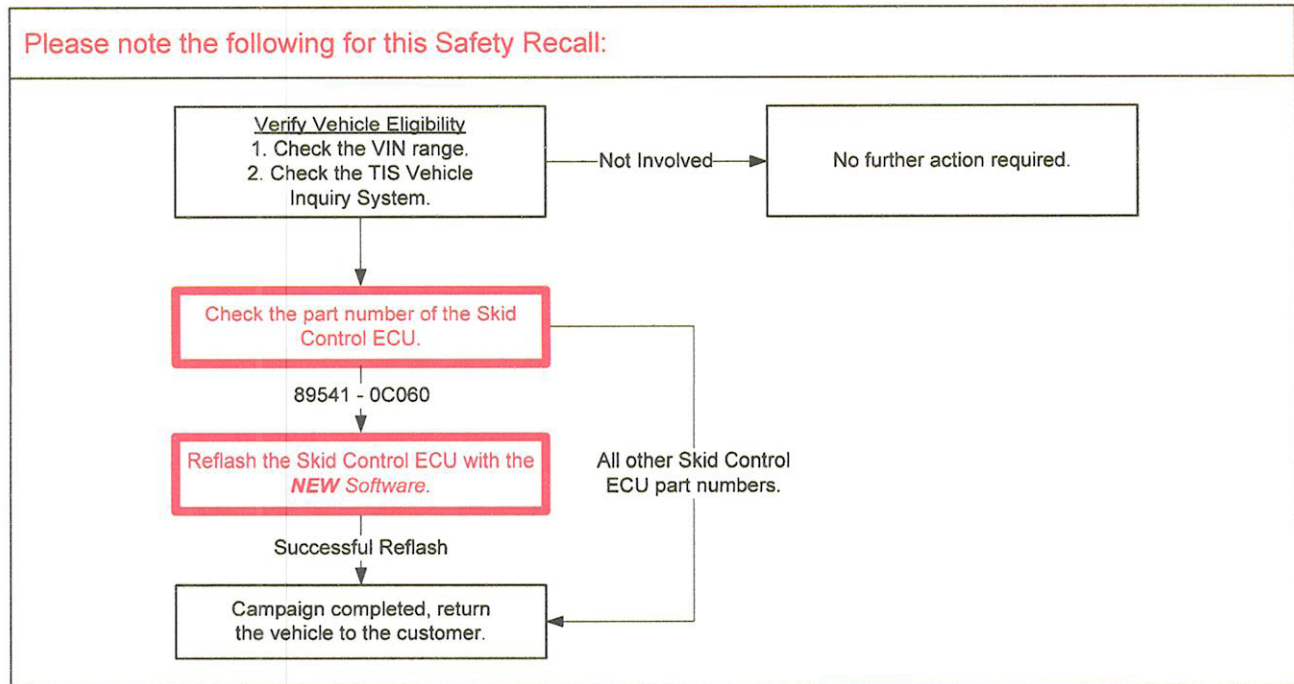 Please note the following for this Safety Recall:
Verify Vehicle Eligibility
1. Check the VIN range.
2. Check the TIS Vehicle
Inquiry System.
Not Involved
No further action required.
Check the part number of the Skid
Control ECU.
89541 - 0C060
Reflash the Skid Control ECU with the
NEW Software.
All other Skid Control
ECU part numbers.
Successful Reflash
Campaign completed, return
the vehicle to the customer.